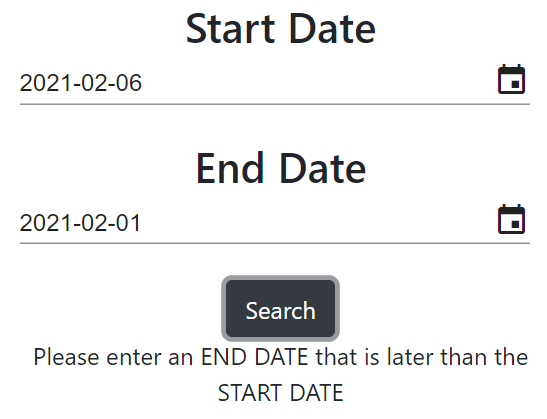 Start Date
2021-02-06
End Date
2021-02-01
Search
Please enter an END DATE that is later than the
START DATE